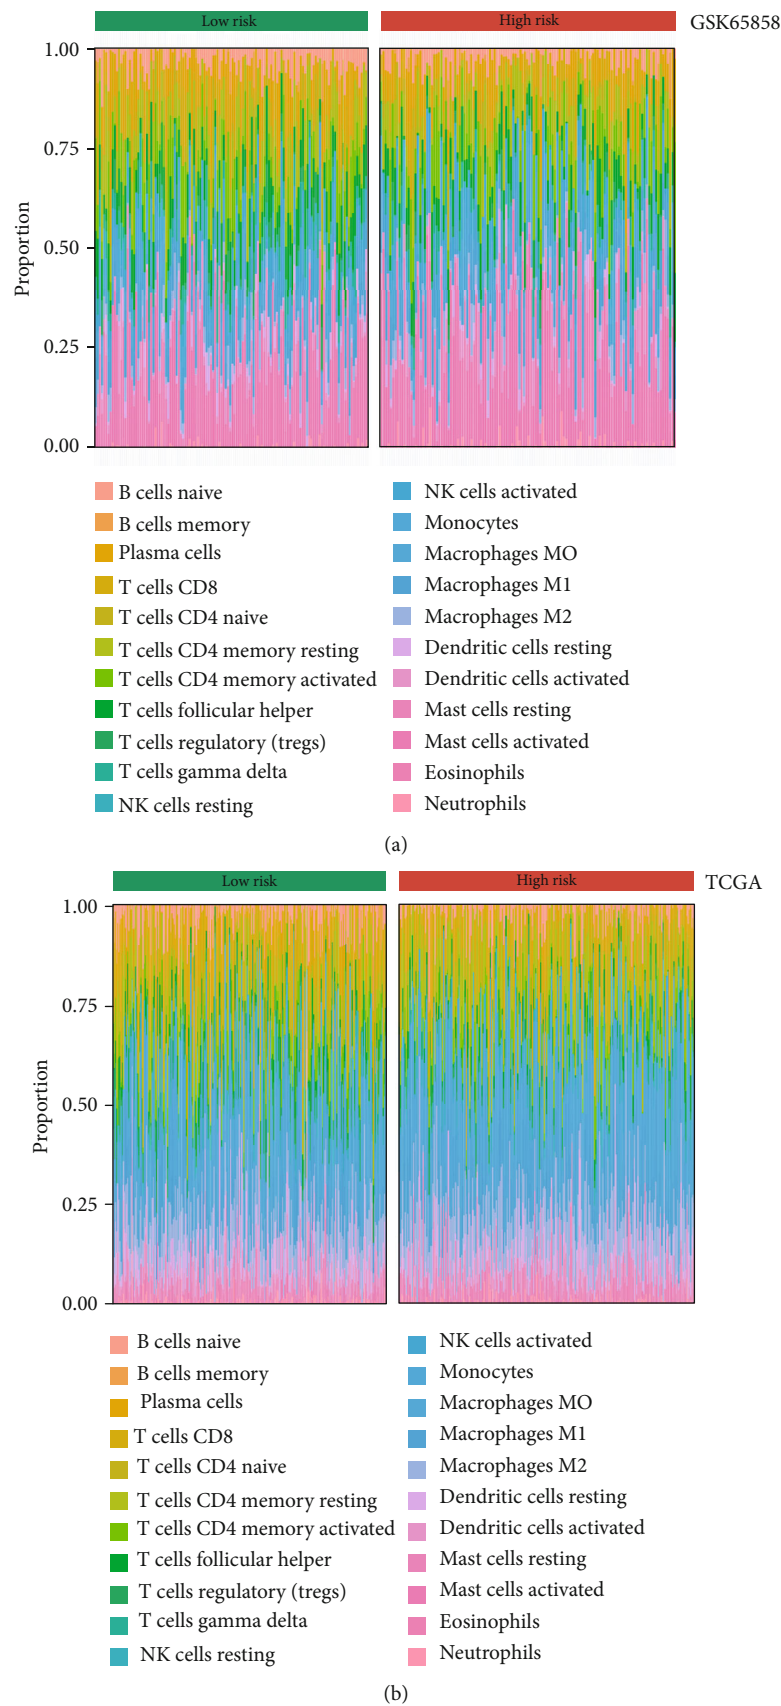 Low risk
High risk
GSK65858
1.00
0.75
0.50
0.25
0.00
Proportion
B cells naive
B cells memory
Plasma cells
T cells CD8
T cells CD4 naive
T cells CD4 memory resting
T cells CD4 memory activated
T cells follicular helper
T cells regulatory (tregs)
T cells gamma delta
NK cells resting
NK cells activated
Monocytes
Macrophages MO
Macrophages M1
Macrophages M2
Dendritic cells resting
Dendritic cells activated
Mast cells resting
Mast cells activated
Eosinophils
Neutrophils
(a)
Low risk
High risk
TCGA
1.00
0.75
0.50
0.25
0.00
Proportion
B cells naive
B cells memory
Plasma cells
T cells CD8
T cells CD4 naive
T cells CD4 memory resting
T cells CD4 memory activated
T cells follicular helper
T cells regulatory (tregs)
T cells gamma delta
NK cells resting
NK cells activated
Monocytes
Macrophages MO
Macrophages M1
Macrophages M2
Dendritic cells resting
Dendritic cells activated
Mast cells resting
Mast cells activated
Eosinophils
Neutrophils
(b)